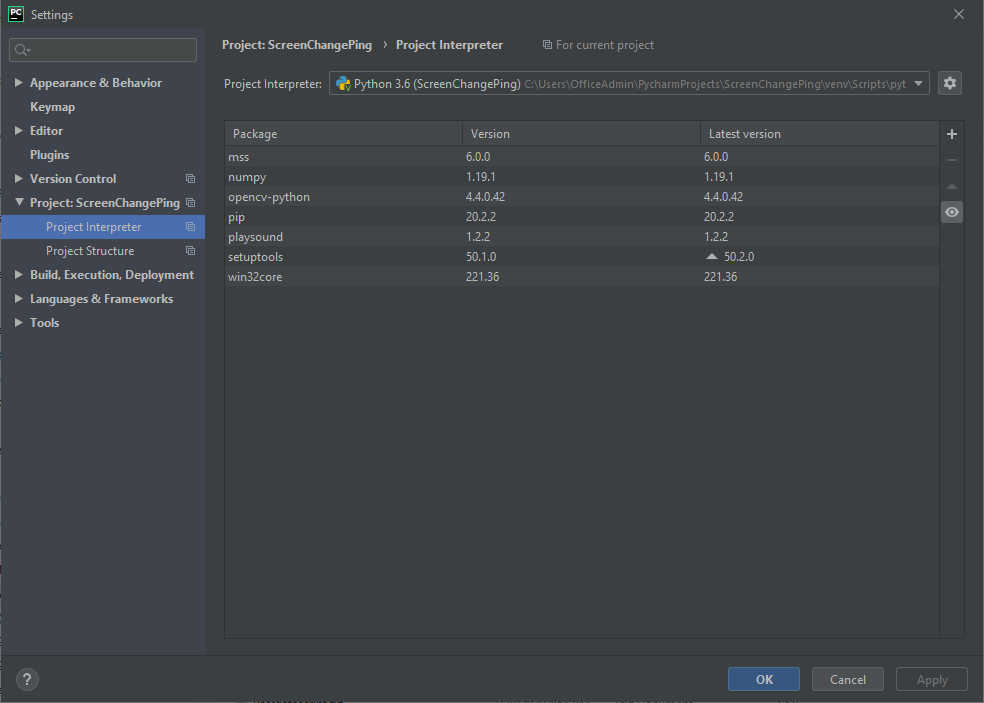 PC Settings
Project: ScreenChangePing › Project Interpreter For current project
Appearance & Behavior
Keymap
Editor
Plugins
Version Control
Project: ScreenChangePing
Project Interpreter
Project Structure
Build, Execution, Deployment
Languages & Frameworks
Tools
Project Interpreter: Python 3.6 (ScreenChangePing) C:\Users\OfficeAdmin\PycharmProjects\ScreenChangePing\venv\Scripts\pyt
Package Version Latest version
mss 6.0.0 6.0.0
numpy 1.19.1 1.19.1
opencv-python 4.4.0.42 4.4.0.42
pip 20.2.2 20.2.2
playsound 1.2.2 1.2.2
setuptools 50.1.0 50.2.0
win32core 221.36 221.36
? OK Cancel Apply